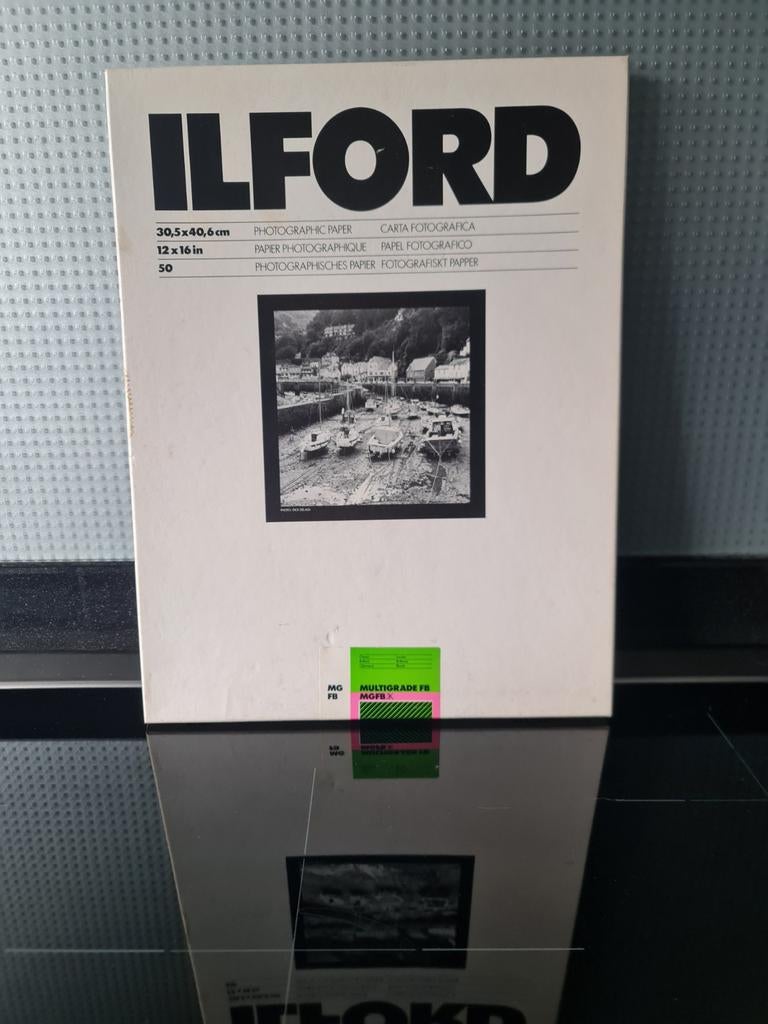 ILFORD
30,5x40,6cm PHOTOGRAPHIC PAPER CARTA FOTOGRAFICA
12x16in PAPIER PHOTOGRAPHIQUE PAPEL FOTOGRAFICO
50 PHOTOGRAPHISCHES PAPIER FOTOGRAFISKT PAPPER
MG MULTIGRADE FB
FB MGFB.1K